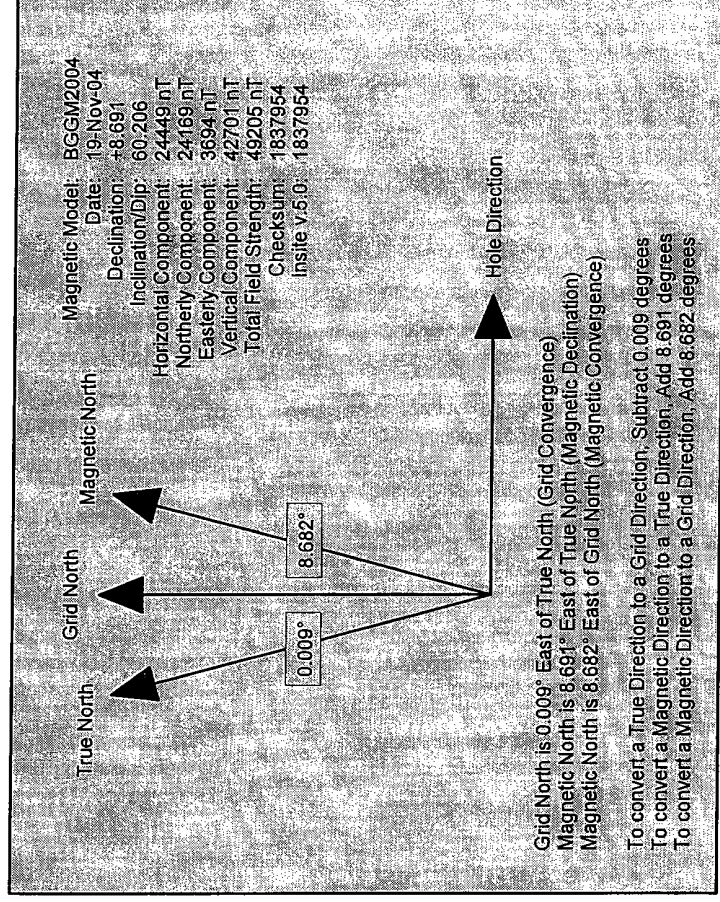 Magnetic Model: BGGM2004
Date: 19-Nov-04
Declination: +8.691
Inclination/Dip: 60.206
Horizontal Component: 24449 nT
Northerly Component: 24169 nT
Easterly Component: 3694 nT
Vertical Component: 42701 nT
Total Field Strength: 49205 nT
Checksum: 1837954
Insite v.5.0: 1837954
True North
Grid North
Magnetic North
0.009°
8.682°
Hole Direction
Grid North is 0.009° East of True North (Grid Convergence)
Magnetic North is 8.691° East of True North (Magnetic Declination)
Magnetic North is 8.682° East of Grid North (Magnetic Convergence)
To convert a True Direction to a Grid Direction, Subtract 0.009 degrees
To convert a Magnetic Direction to a True Direction, Add 8.691 degrees
To convert a Magnetic Direction to a Grid Direction, Add 8.682 degrees